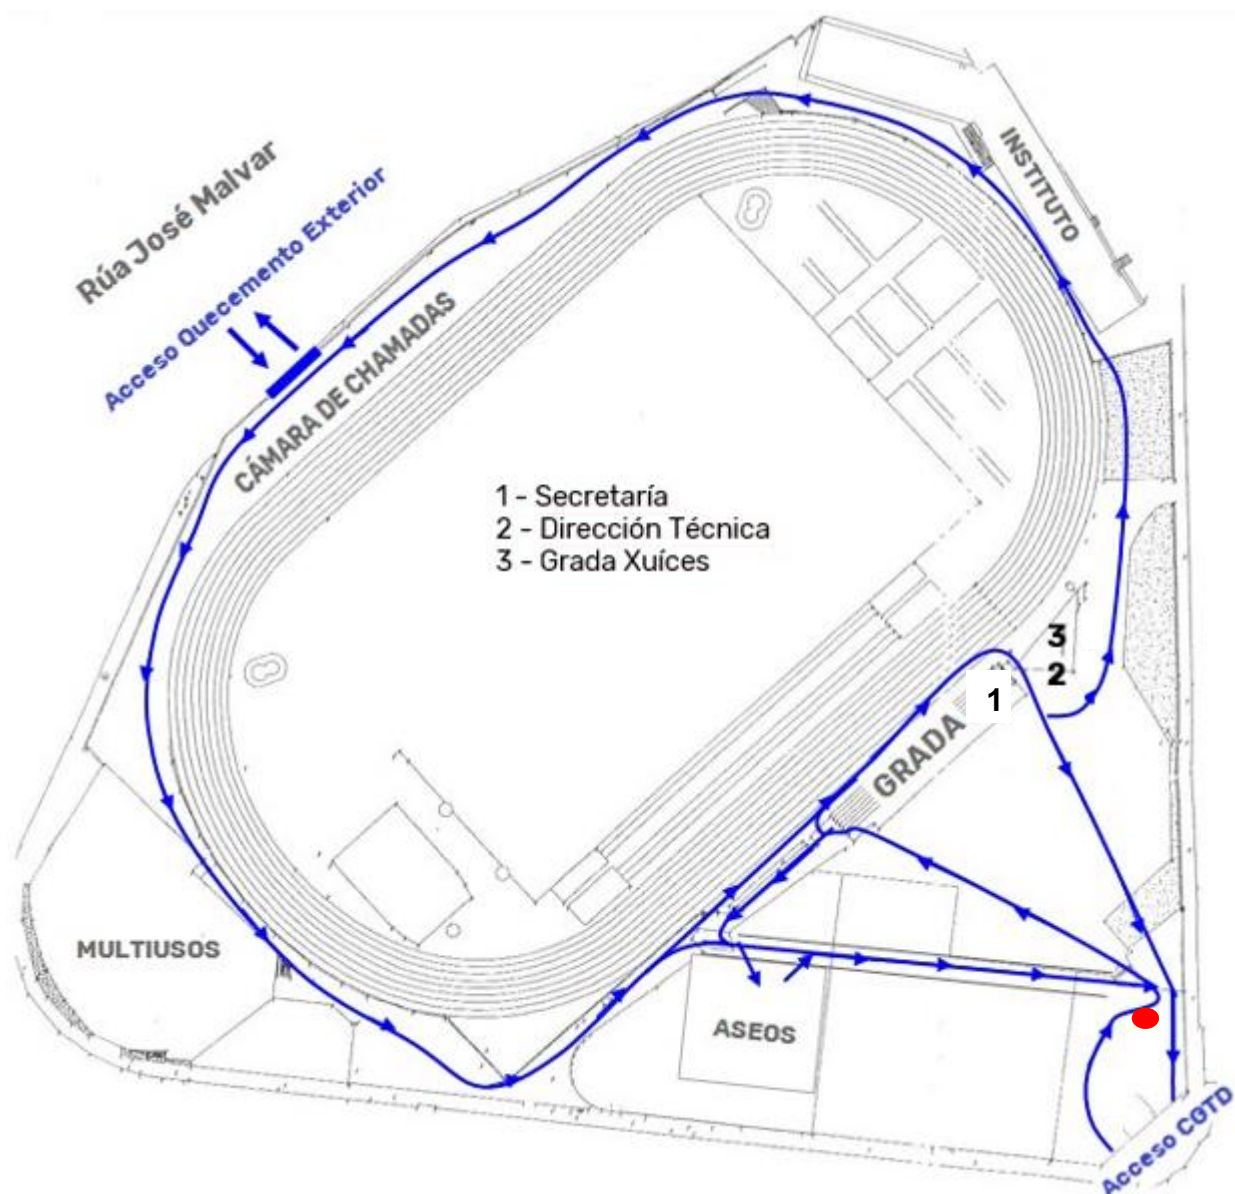 INSTITUTO
Rúa José Malvar
Acceso Quecemento Exterior
CÁMARA DE CHAMADAS
1 - Secretaría
2 - Dirección Técnica
3 - Grada Xuíces
3
2
1
GRADA
MULTIUSOS
ASEOS
Acceso CGTD